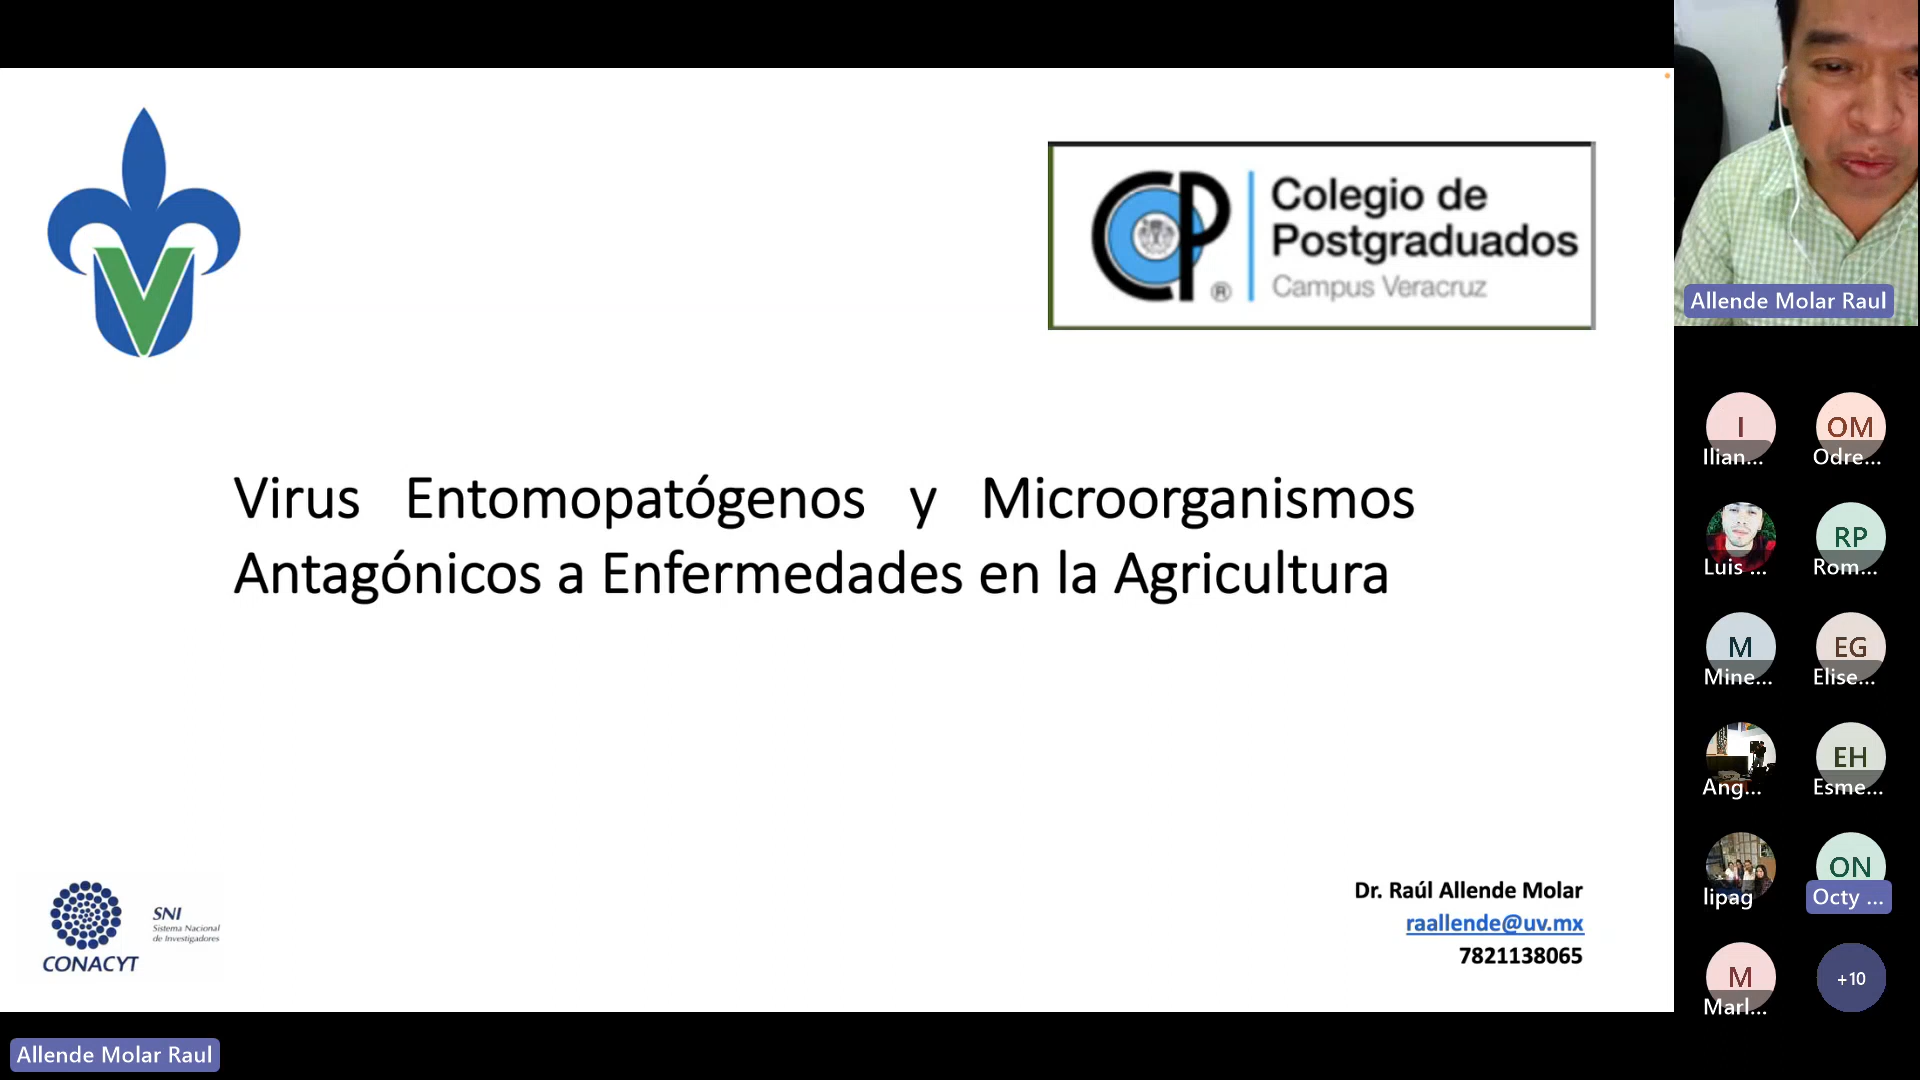 Colegio de
Postgraduados
Campus Veracruz
CP
®
V
Virus Entomopatógenos y Microorganismos
Antagónicos a Enfermedades en la Agricultura
SNI
Sistema Nacional
de Investigadores
CONACYT
Dr. Raúl Allende Molar
raallende@uv.mx
7821138065
Allende Molar Raul
Allende Molar Raul
I
OM
Ilian...
Odre...
RP
Luis ...
Rom...
M
EG
Mine...
Elise...
EH
Ang...
Esme...
ON
lipag
Octy ...
M
+10
Marl...